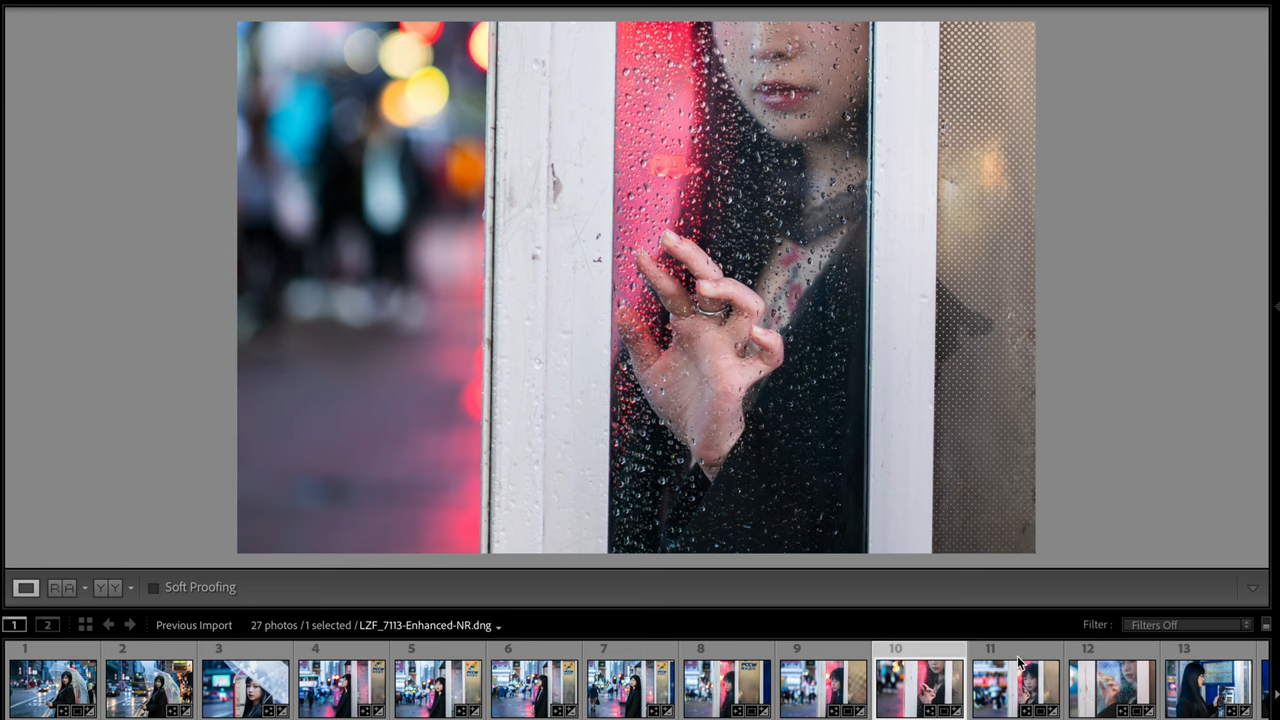 Soft Proofing
1 2 Previous Import 27 photos / 1 selected / LZF_7113-Enhanced-NR.dng Filter : Filters Off
1 2 3 4 5 6 7 8 9 10 11 12 13